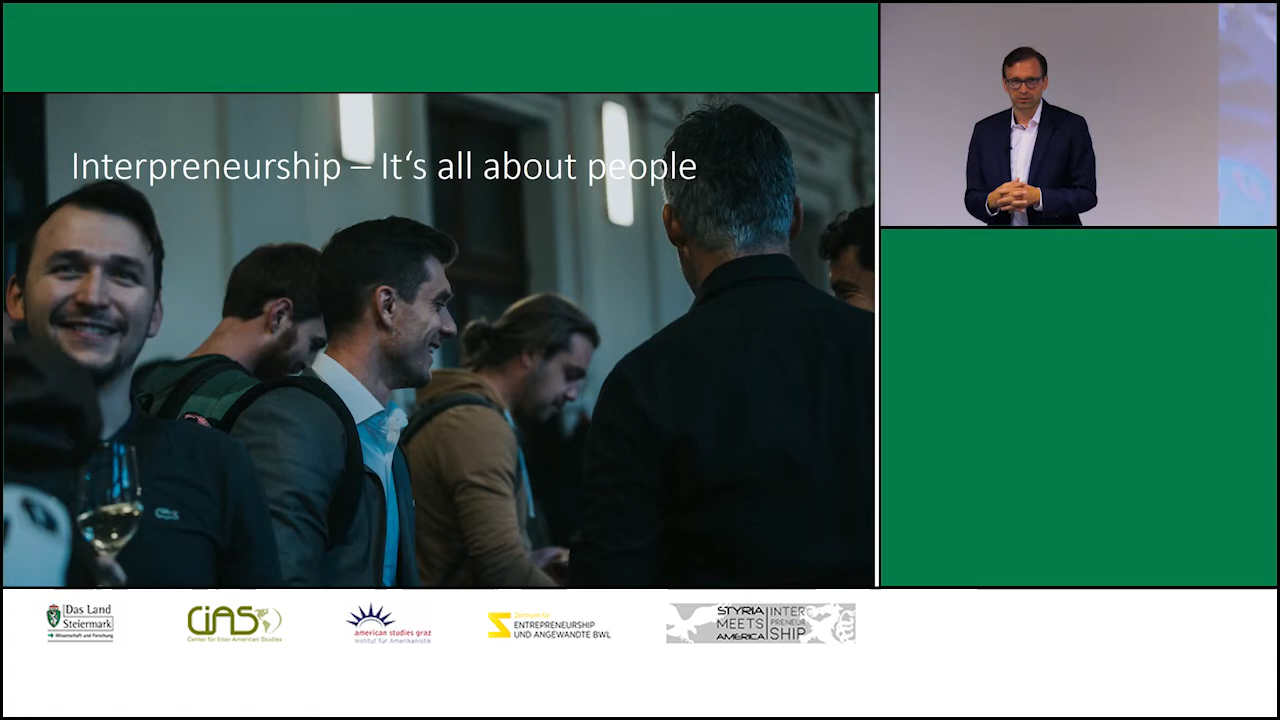 Interpreneurship – It‘s all about people
Das Land
Steiermark
Wissenschaft und Forschung
CIAS
Center for Inter-American Studies
american studies graz
institut für Amerikanistik
Zentrum für
ENTREPRENEURSHIP
UND ANGEWANDTE BWL
STYRIA
MEETS
AMERICA
INTER
PRENEUR
SHIP